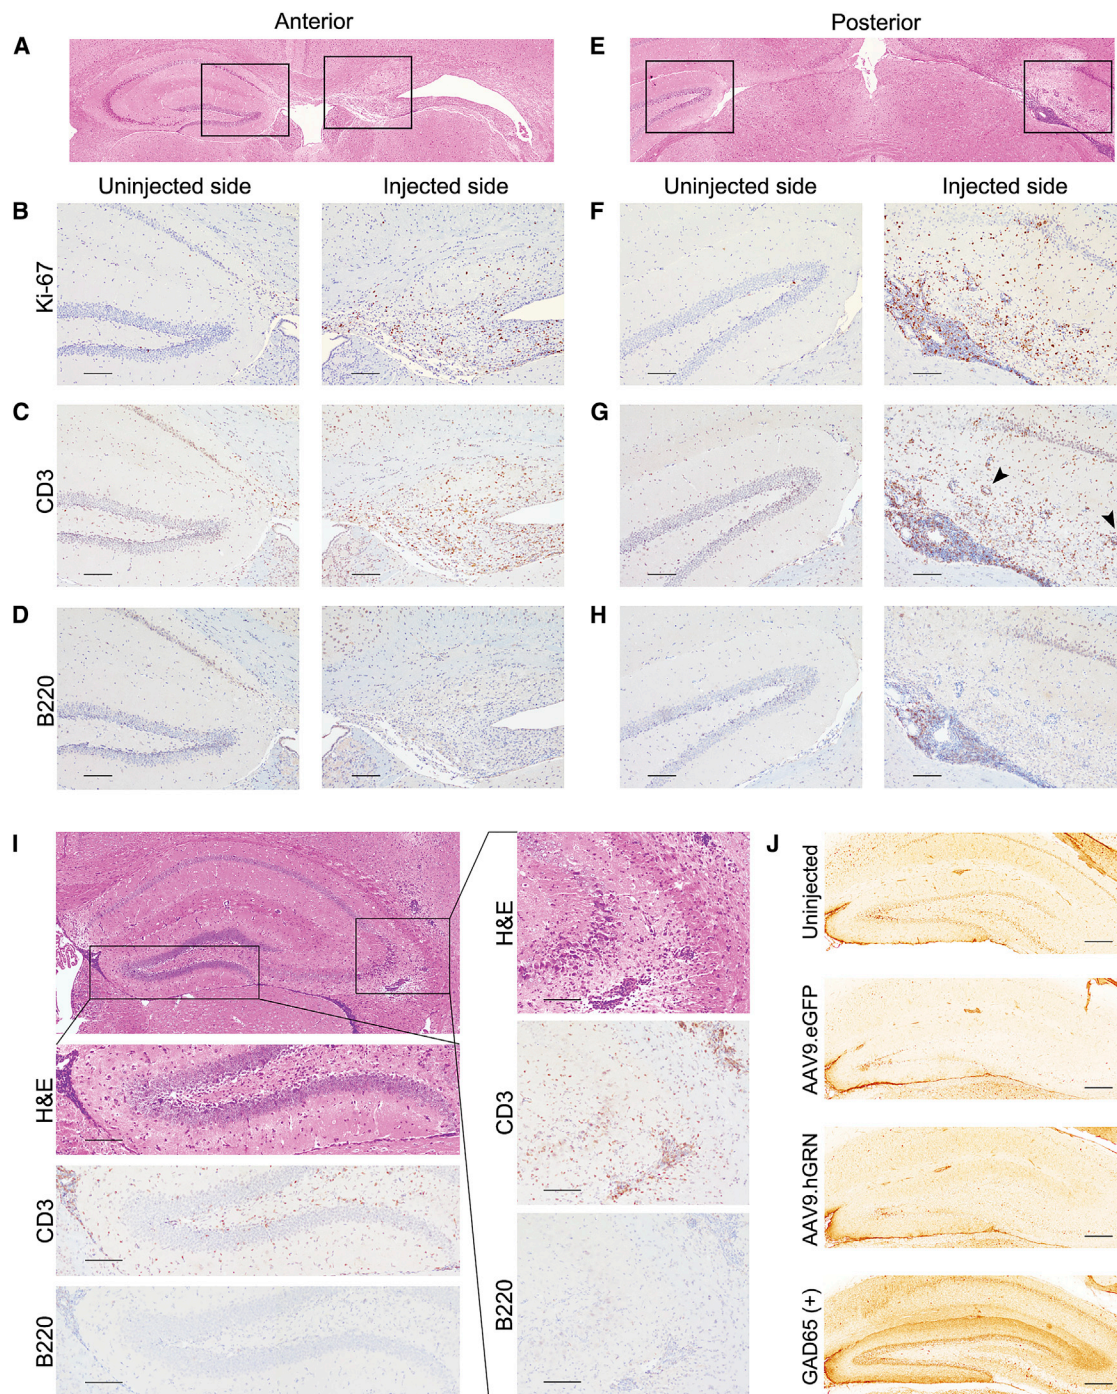 Anterior
Posterior
A
E
Uninjected side
Injected side
Uninjected side
Injected side
B
F
Ki-67
C
G
CD3
D
H
B220
I
J
H&E
CD3
B220
H&E
CD3
B220
Uninjected
AAV9.eGFP
AAV9.hGRN
GAD65 (+)